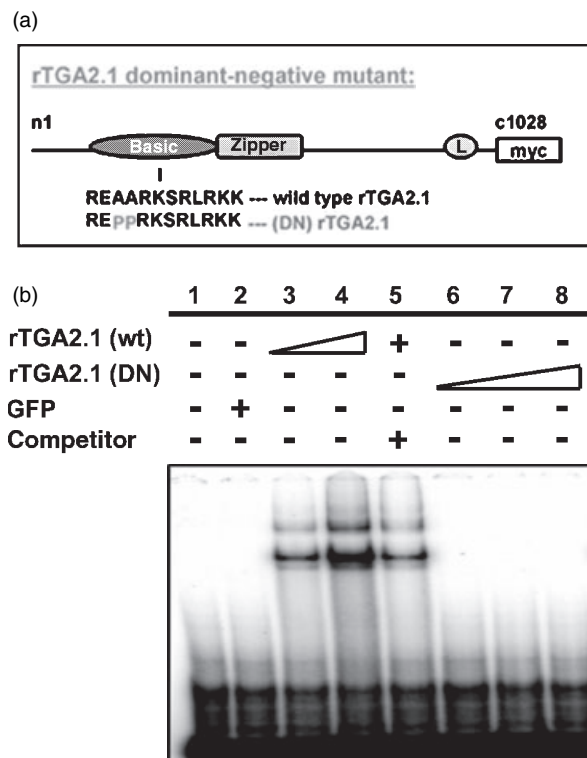 (a)
rTGA2.1 dominant-negative mutant:
n1
c1028
Basic
Zipper
L
myc
REAARKSRLRKK --- wild type rTGA2.1
REPPRKSRLRKK --- (DN) rTGA2.1
(b)
1 2 3 4 5 6 7 8
rTGA2.1 (wt) - - + - - -
rTGA2.1 (DN) - - - - -
GFP - + - - - - - -
Competitor - - - - + - - -